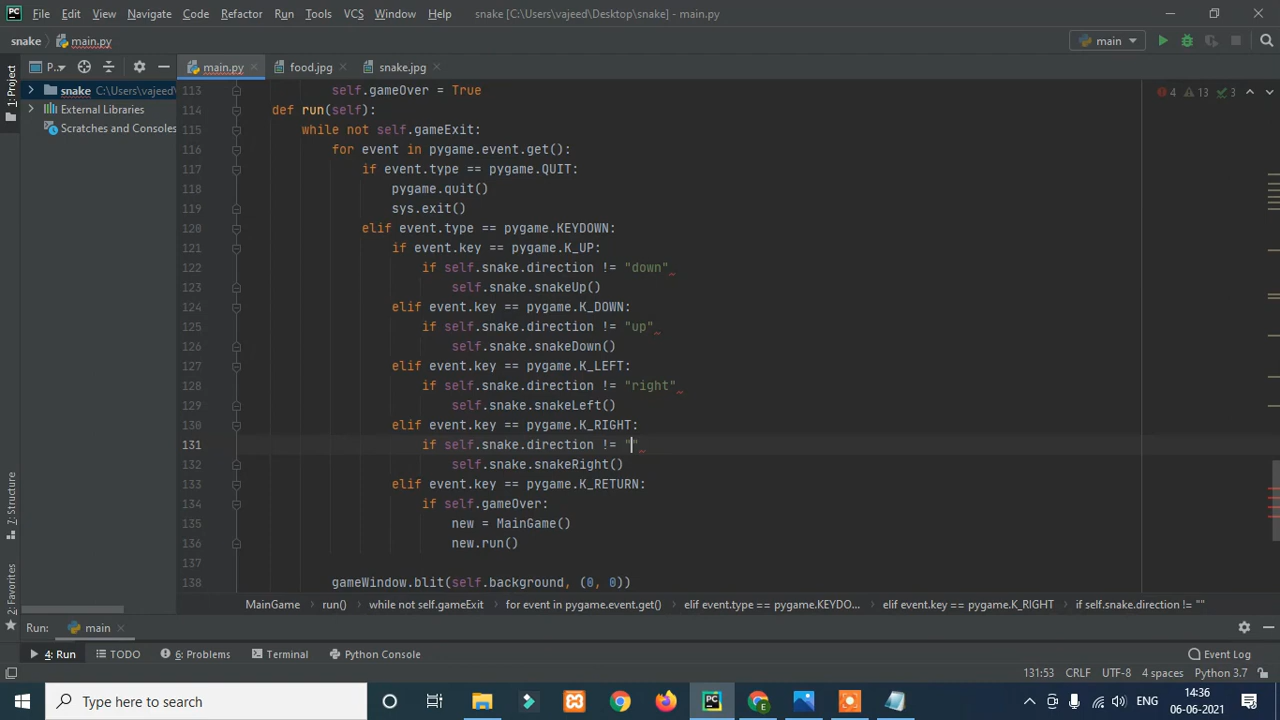 File Edit View Navigate Code Refactor Run Tools VCS Window Help snake [C:\Users\vajeed\Desktop\snake] - main.py
snake main.py main
P.. main.py food.jpg snake.jpg
1: Project
snake C:\Users\vajeed\
External Libraries
Scratches and Consoles
4 13 3
113 self.gameOver = True
114 def run(self):
115 while not self.gameExit:
116 for event in pygame.event.get():
117 if event.type == pygame.QUIT:
118 pygame.quit()
119 sys.exit()
120 elif event.type == pygame.KEYDOWN:
121 if event.key == pygame.K_UP:
122 if self.snake.direction != "down"
123 self.snake.snakeUp()
124 elif event.key == pygame.K_DOWN:
125 if self.snake.direction != "up"
126 self.snake.snakeDown()
127 elif event.key == pygame.K_LEFT:
128 if self.snake.direction != "right"
129 self.snake.snakeLeft()
130 elif event.key == pygame.K_RIGHT:
131 if self.snake.direction != ""
132 self.snake.snakeRight()
133 elif event.key == pygame.K_RETURN:
134 if self.gameOver:
135 new = MainGame()
136 new.run()
137
138 gameWindow.blit(self.background, (0, 0))
7: Structure
2: Favorites
MainGame run() while not self.gameExit for event in pygame.event.get() elif event.type == pygame.KEYDO... elif event.key == pygame.K_RIGHT if self.snake.direction != ""
Run: main
4: Run TODO 6: Problems Terminal Python Console Event Log
131:53 CRLF UTF-8 4 spaces Python 3.7
Type here to search
ENG 14:36
06-06-2021